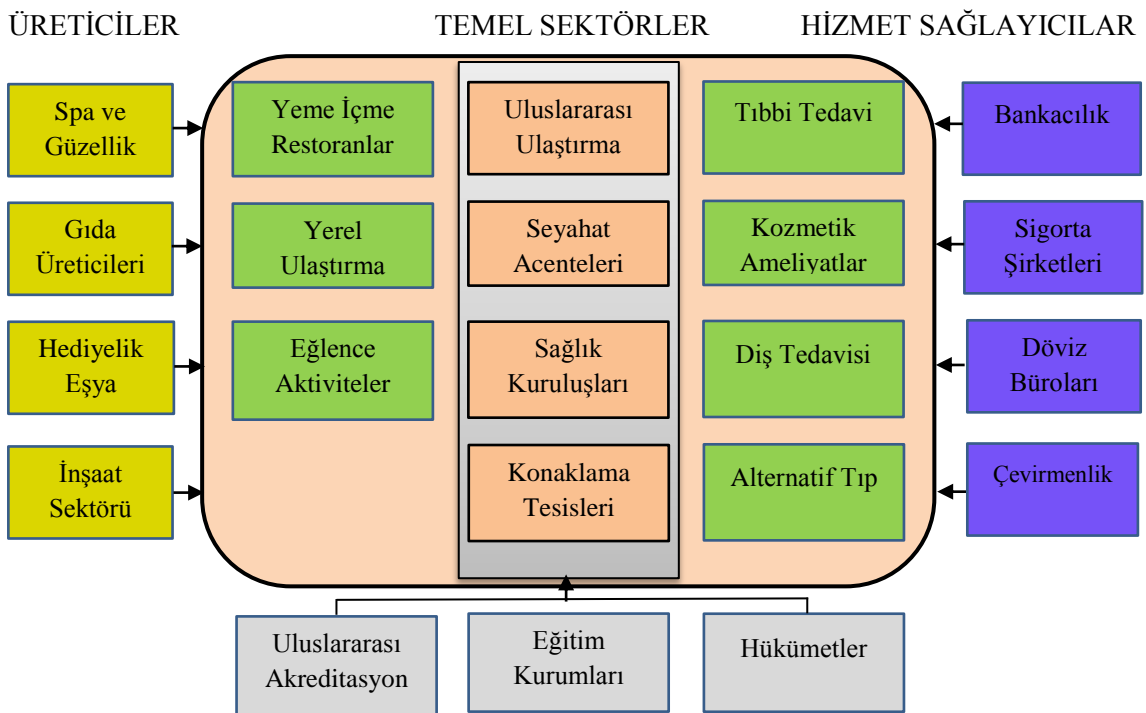 ÜRETİCİLER
TEMEL SEKTÖRLER
HİZMET SAĞLAYICILAR
Spa ve
Güzellik
Yeme İçme
Restoranlar
Uluslararası
Ulaştırma
Tıbbi Tedavi
Bankacılık
Gıda
Üreticileri
Yerel
Ulaştırma
Seyahat
Acenteleri
Kozmetik
Ameliyatlar
Sigorta
Şirketleri
Hediyelik
Eşya
Eğlence
Aktiviteler
Sağlık
Kuruluşları
Diş Tedavisi
Döviz
Büroları
İnşaat
Sektörü
Konaklama
Tesisleri
Alternatif Tıp
Çevirmenlik
Uluslararası
Akreditasyon
Eğitim
Kurumları
Hükümetler